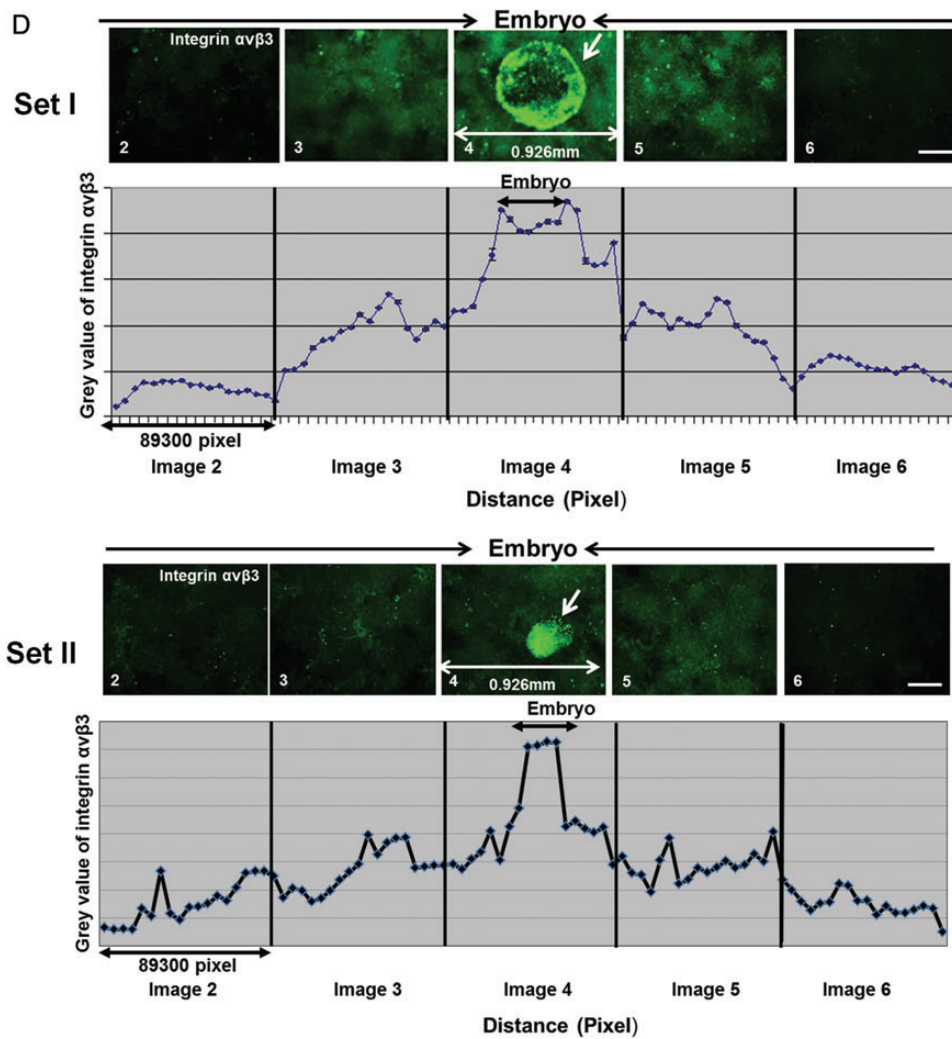 D
Embryo
Integrin αvβ3
Set I
2
3
4
0.926mm
5
6
Grey value of integrin αvβ3
Embryo
89300 pixel
Image 2
Image 3
Image 4
Image 5
Image 6
Distance (Pixel)
Embryo
Integrin αvβ3
Set II
2
3
4
0.926mm
5
6
Grey value of integrin αvβ3
Embryo
89300 pixel
Image 2
Image 3
Image 4
Image 5
Image 6
Distance (Pixel)